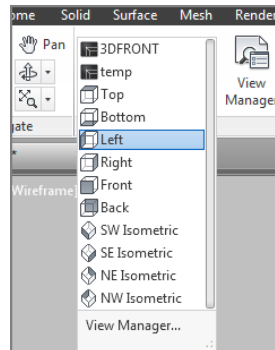 ome Solid Surface Mesh Render
Pan
3DFRONT
temp
Top
Bottom
Left
Right
Front
Back
SW Isometric
SE Isometric
NE Isometric
NW Isometric
View Manager...
View
Manager
gate
Wireframe]